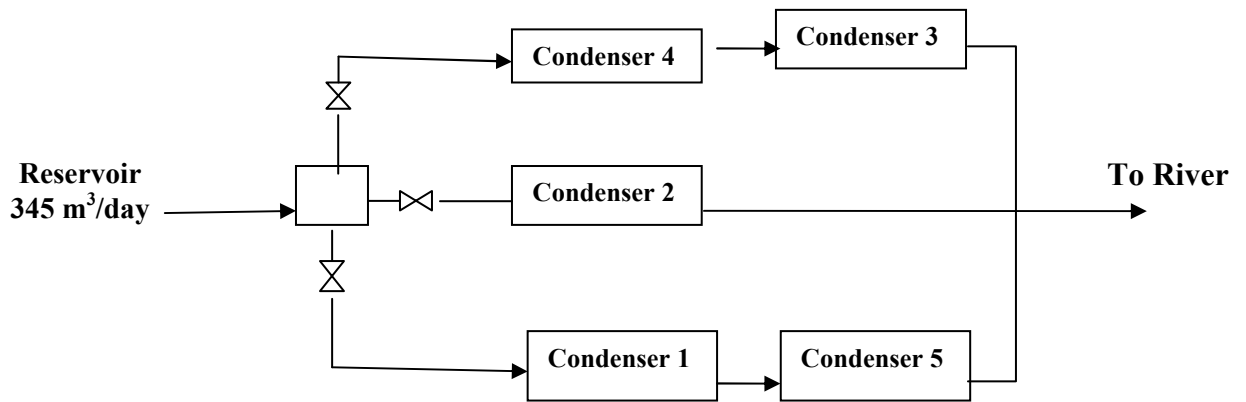 Condenser 4
Condenser 3
Reservoir
345 m³/day
Condenser 2
To River
Condenser 1
Condenser 5